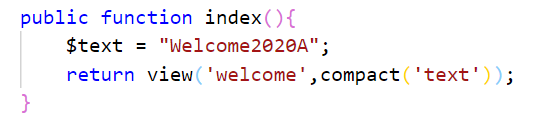 public function index(){
    $text = "Welcome2020A";
    return view('welcome',compact('text'));
}